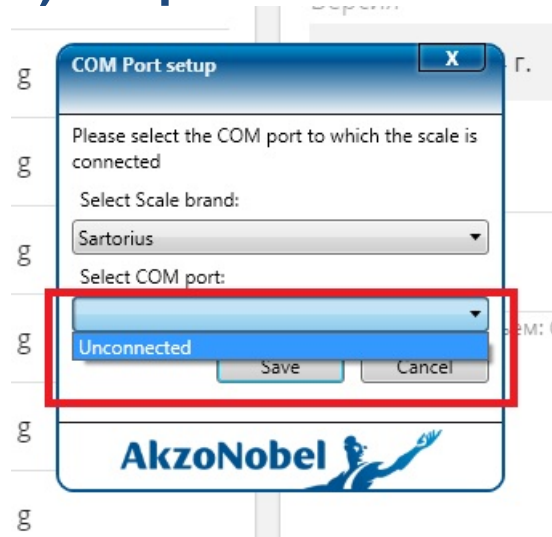 Версия
COM Port setup
X
г.
g
Please select the COM port to which the scale is
connected
g
Select Scale brand:
Sartorius
g
Select COM port:
g
Unconnected
Save
Cancel
g
AkzoNobel
g